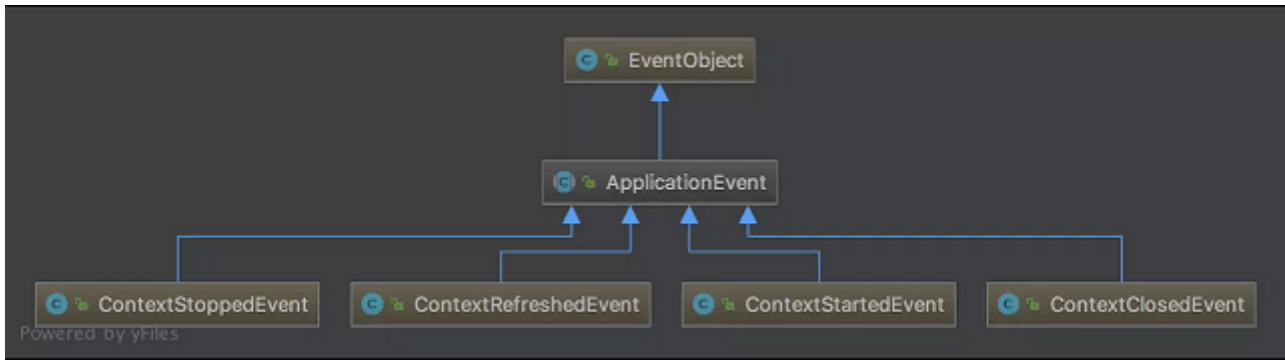 EventObject
ApplicationEvent
ContextStoppedEvent
ContextRefreshedEvent
ContextStartedEvent
ContextClosedEvent
Powered by yFiles